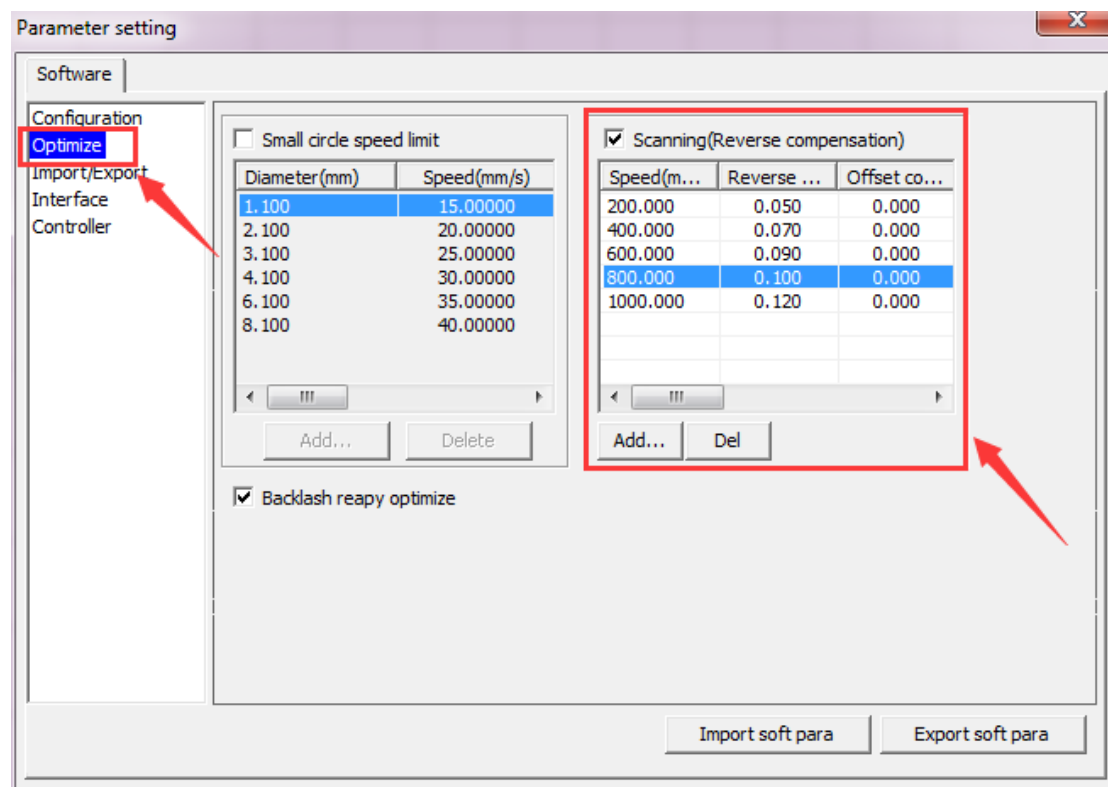 Parameter setting
Software
Configuration
Optimize
Import/Export
Interface
Controller
Small circle speed limit
Diameter(mm) Speed(mm/s)
1.100 15.00000
2.100 20.00000
3.100 25.00000
4.100 30.00000
6.100 35.00000
8.100 40.00000
Add... Delete
Scanning(Reverse compensation)
Speed(m... Reverse ... Offset co...
200.000 0.050 0.000
400.000 0.070 0.000
600.000 0.090 0.000
800.000 0.100 0.000
1000.000 0.120 0.000
Add... Del
Backlash reapy optimize
Import soft para Export soft para